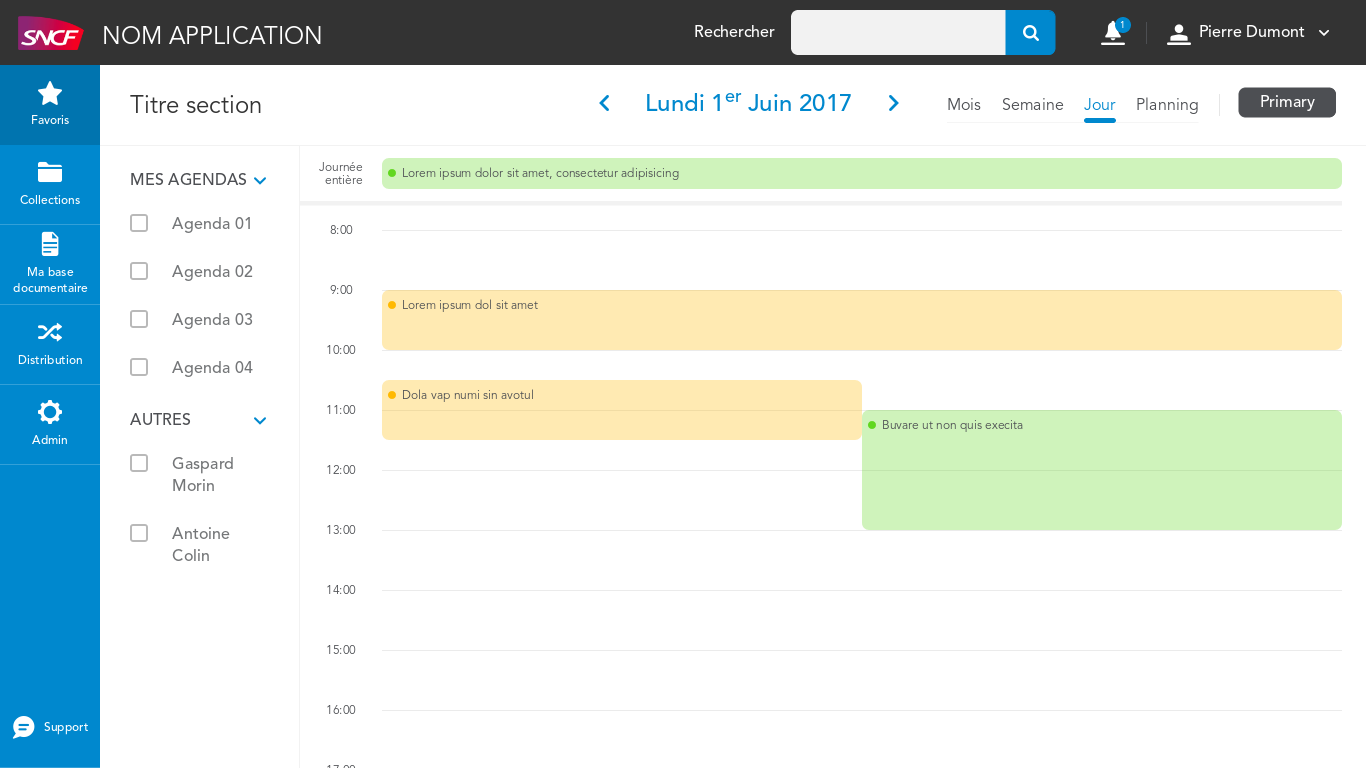 SNCF
NOM APPLICATION
Rechercher
1
Pierre Dumont
Favoris
Collections
Ma base
documentaire
Distribution
Admin
Support
Titre section
Lundi 1er Juin 2017
Mois
Semaine
Jour
Planning
Primary
MES AGENDAS
Agenda 01
Agenda 02
Agenda 03
Agenda 04
AUTRES
Gaspard
Morin
Antoine
Colin
Journée
entière
Lorem ipsum dolor sit amet, consectetur adipisicing
8:00
9:00
Lorem ipsum dol sit amet
10:00
Dola vap numi sin avotul
11:00
Buvare ut non quis execita
12:00
13:00
14:00
15:00
16:00
17:00